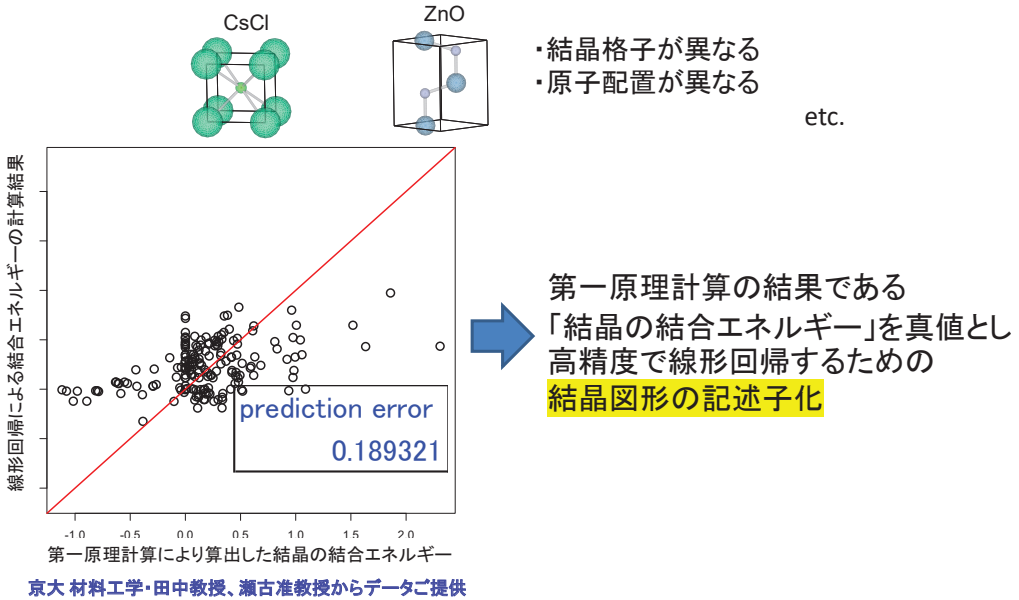 CsCl
ZnO
・結晶格子が異なる
・原子配置が異なる
etc.
線形回帰による結合エネルギーの計算結果
prediction error
0.189321
-1.0 -0.5 0.0 0.5 1.0 1.5 2.0
第一原理計算により算出した結晶の結合エネルギー
京大 材料工学・田中教授、瀬古准教授からデータご提供
第一原理計算の結果である
「結晶の結合エネルギー」を真値とし
高精度で線形回帰するための
結晶図形の記述子化